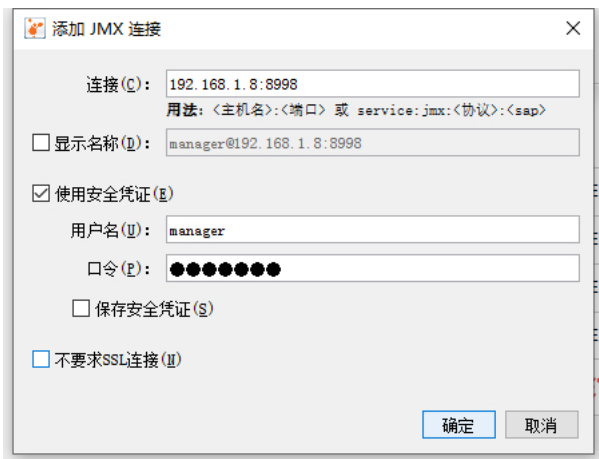 添加 JMX 连接
连接(C): 192.168.1.8:8998
用法: <主机名>:<端口> 或 service:jmx:<协议>:<sap>
显示名称(D): manager@192.168.1.8:8998
使用安全凭证(E)
用户名(U): manager
口令(P): ●●●●●●●
保存安全凭证(S)
不要求SSL连接(N)
确定 取消